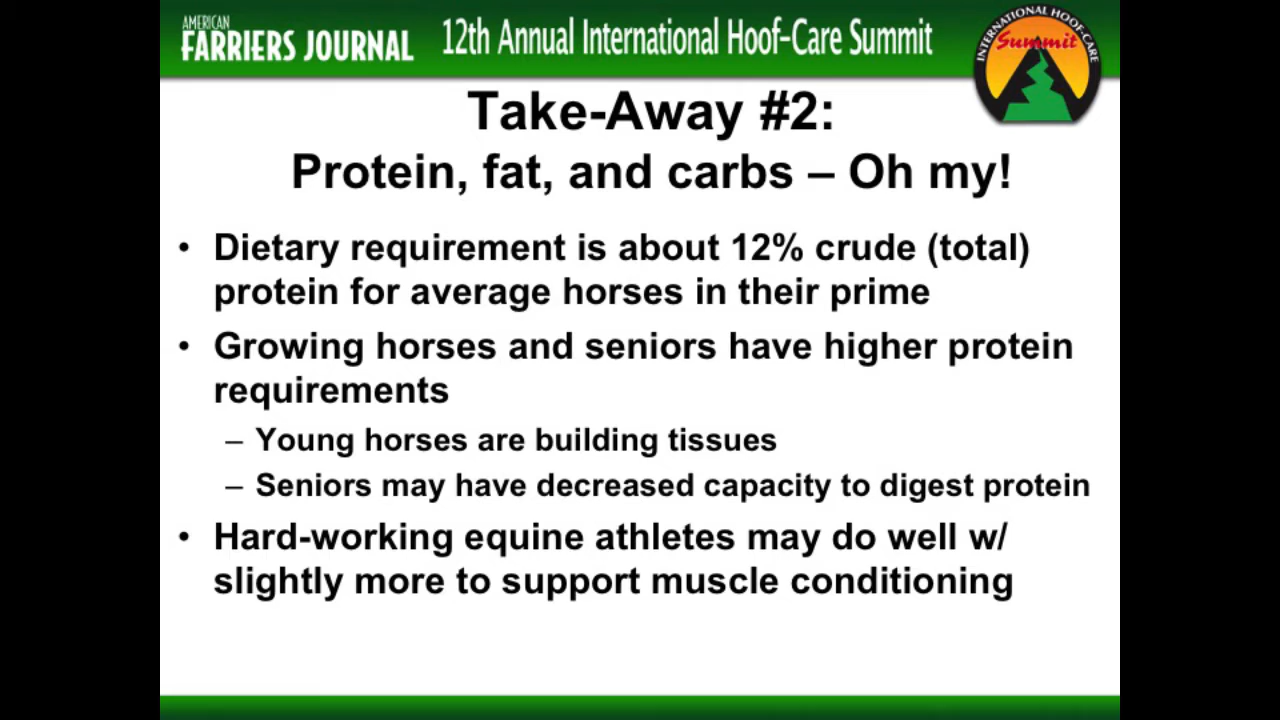 AMERICAN
FARRIERS JOURNAL
12th Annual International Hoof-Care Summit
INTERNATIONAL HOOF-CARE
Summit
Take-Away #2:
Protein, fat, and carbs – Oh my!
• Dietary requirement is about 12% crude (total)
protein for average horses in their prime
• Growing horses and seniors have higher protein
requirements
– Young horses are building tissues
– Seniors may have decreased capacity to digest protein
• Hard-working equine athletes may do well w/
slightly more to support muscle conditioning